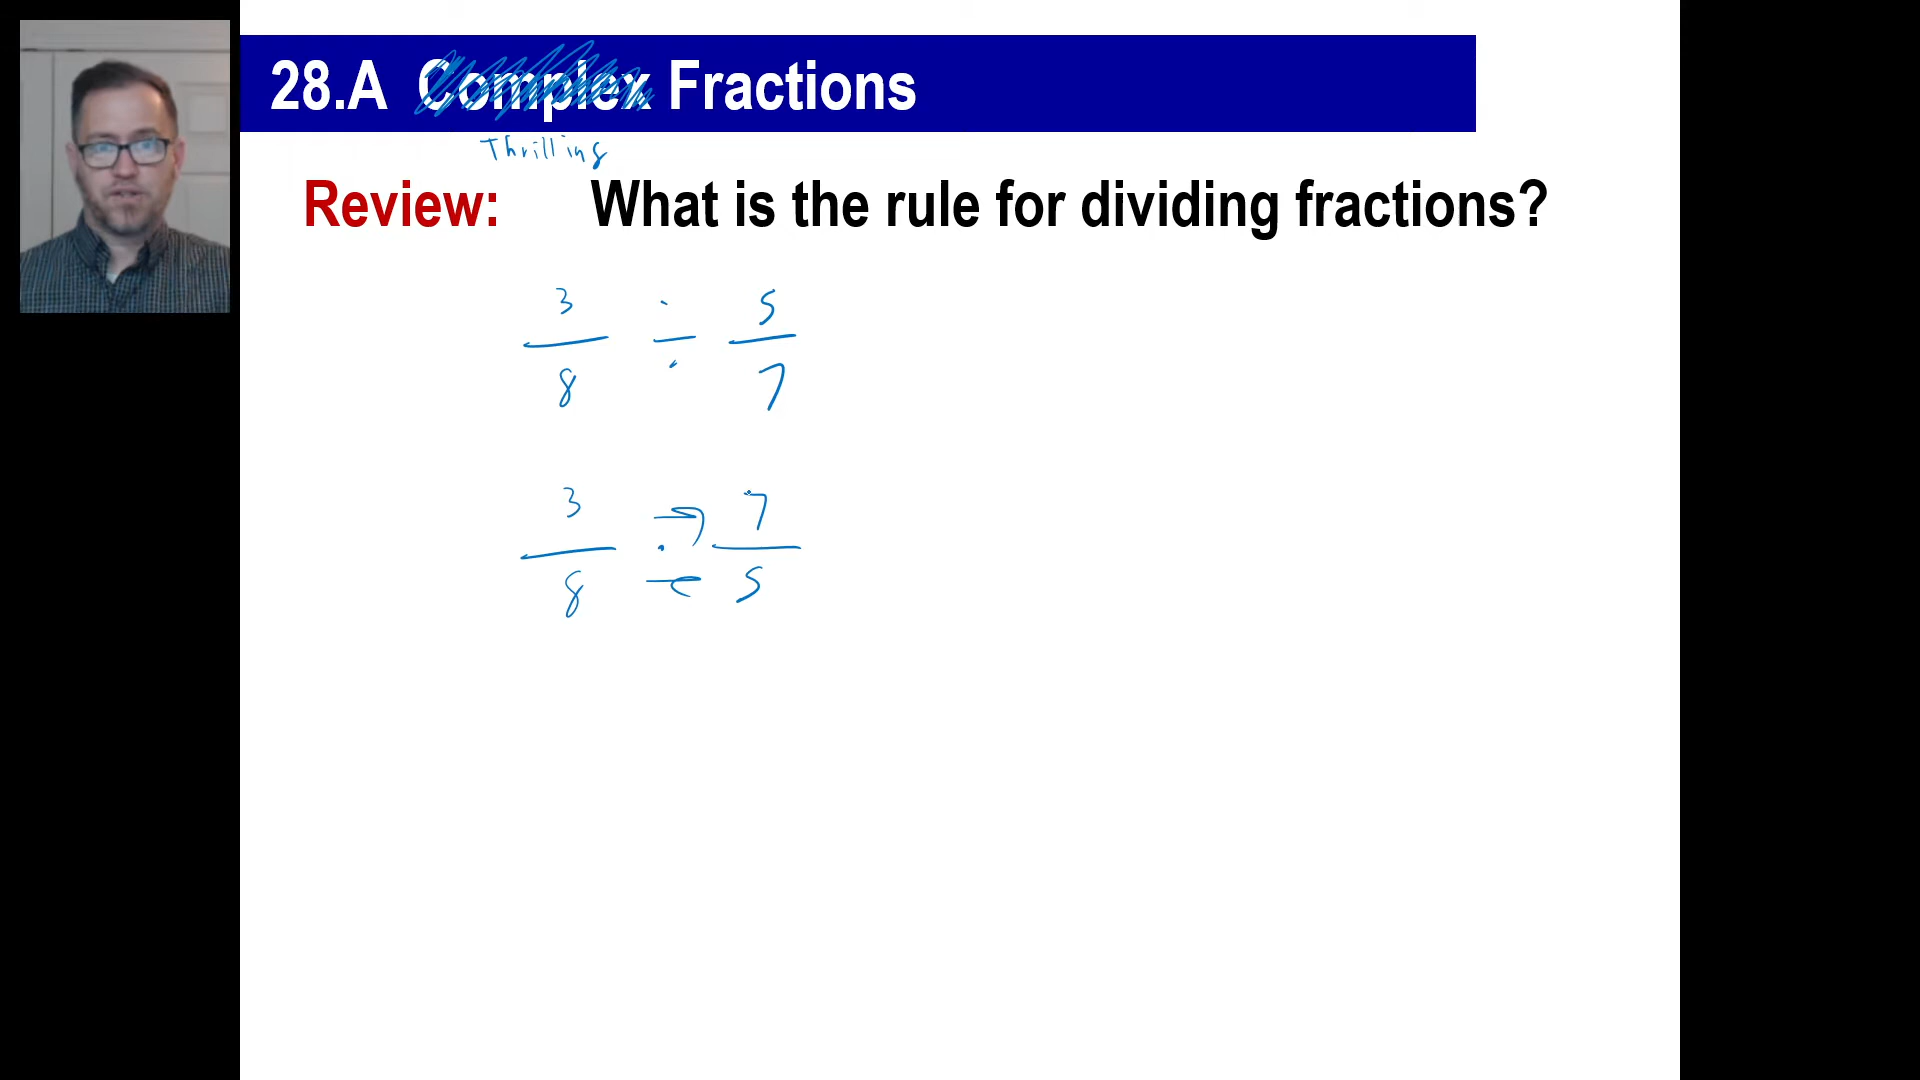 28.A Complex Fractions
Thrilling
Review: What is the rule for dividing fractions?
3 ÷ 5
8 7
3 · 7
8 5